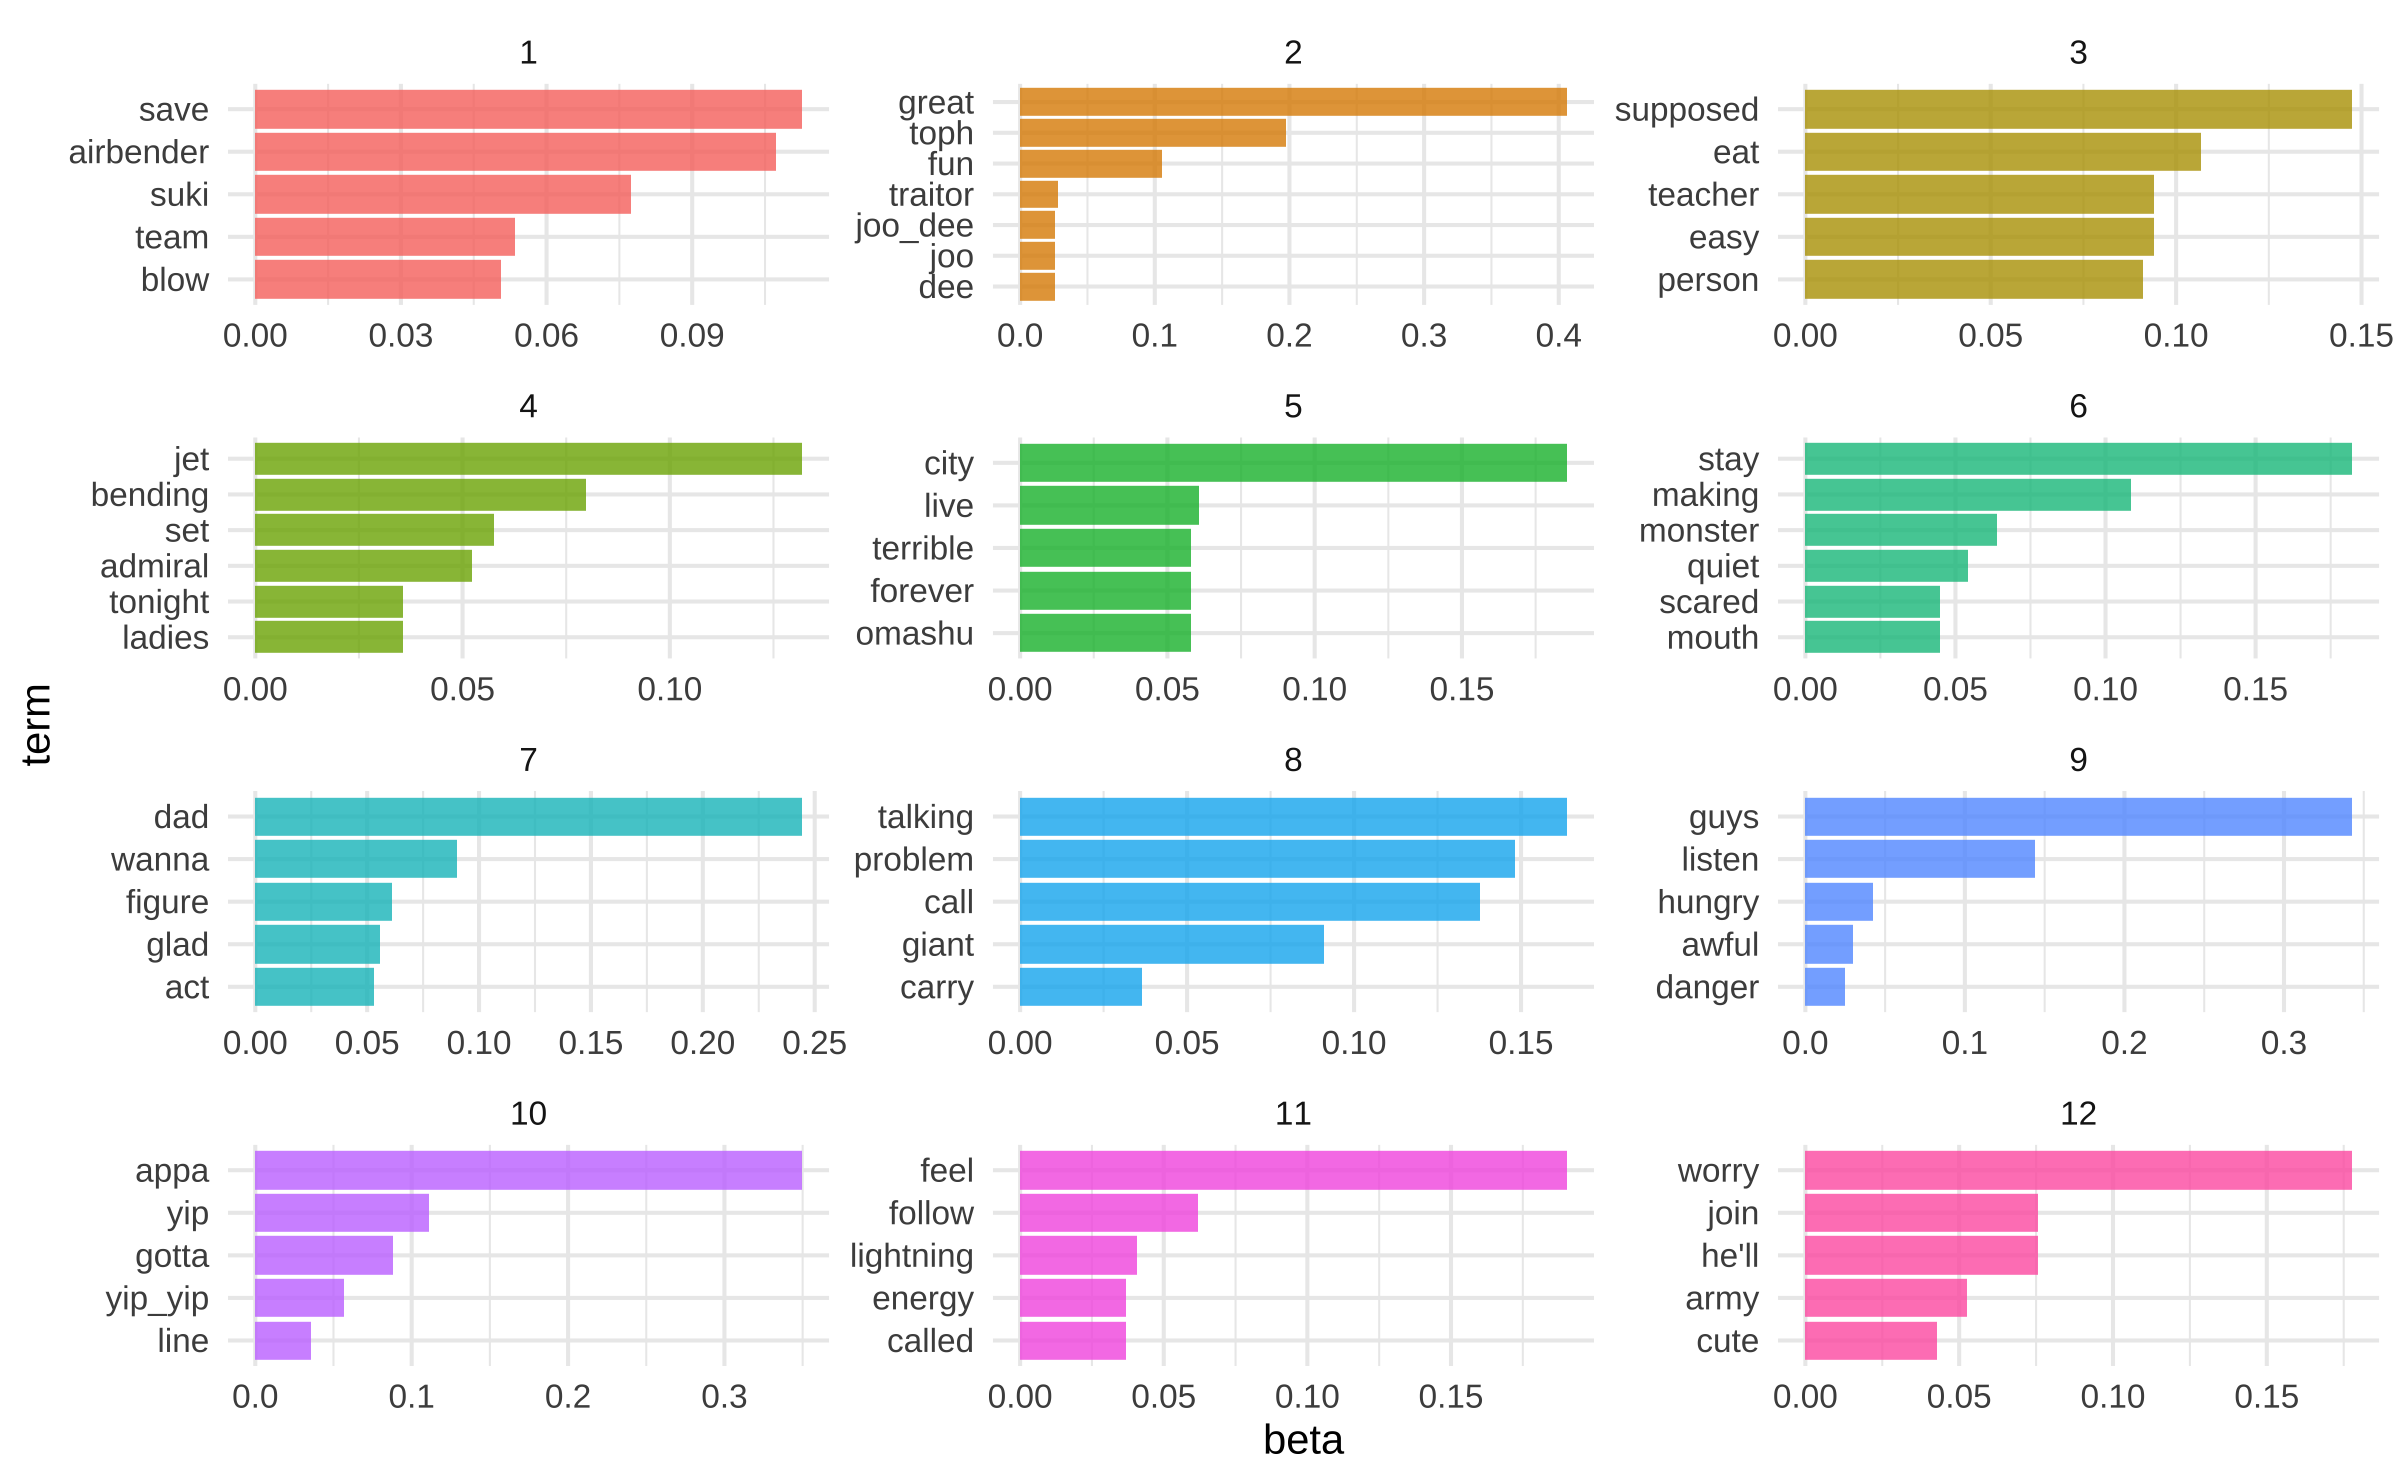 1
save
airbender
suki
team
blow
0.00 0.03 0.06 0.09
2
great
toph
fun
traitor
joo_dee
joo
dee
0.0 0.1 0.2 0.3 0.4
3
supposed
eat
teacher
easy
person
0.00 0.05 0.10 0.15
4
jet
bending
set
admiral
tonight
ladies
0.00 0.05 0.10
5
city
live
terrible
forever
omashu
0.00 0.05 0.10 0.15
6
stay
making
monster
quiet
scared
mouth
0.00 0.05 0.10 0.15
term
7
dad
wanna
figure
glad
act
0.00 0.05 0.10 0.15 0.20 0.25
8
talking
problem
call
giant
carry
0.00 0.05 0.10 0.15
9
guys
listen
hungry
awful
danger
0.0 0.1 0.2 0.3
10
appa
yip
gotta
yip_yip
line
0.0 0.1 0.2 0.3
11
feel
follow
lightning
energy
called
0.00 0.05 0.10 0.15
12
worry
join
he'll
army
cute
0.00 0.05 0.10 0.15
beta